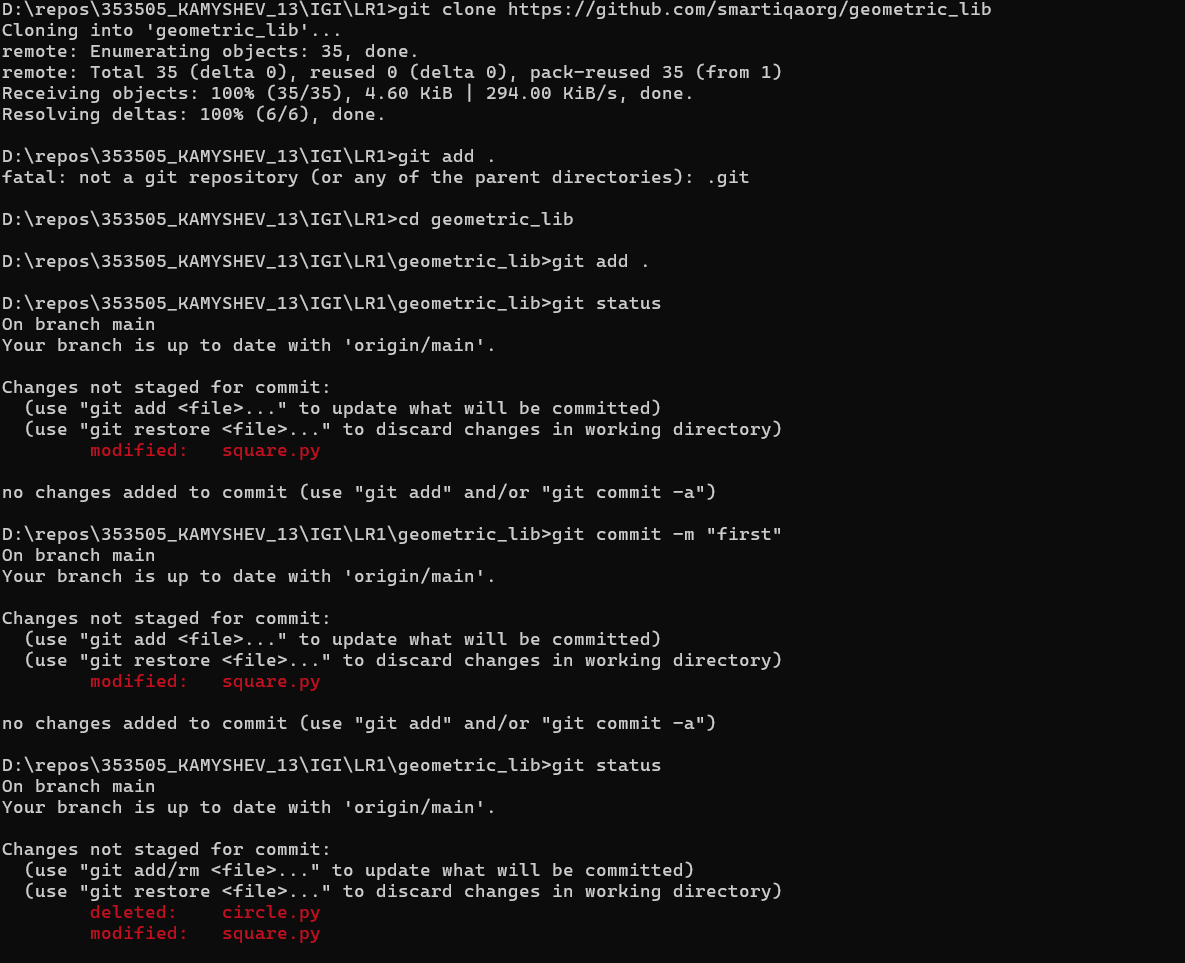 D:\repos\353505_KAMYSHEV_13\IGI\LR1>git clone https://github.com/smartiqaorg/geometric_lib
Cloning into 'geometric_lib'...
remote: Enumerating objects: 35, done.
remote: Total 35 (delta 0), reused 0 (delta 0), pack-reused 35 (from 1)
Receiving objects: 100% (35/35), 4.60 KiB | 294.00 KiB/s, done.
Resolving deltas: 100% (6/6), done.
D:\repos\353505_KAMYSHEV_13\IGI\LR1>git add .
fatal: not a git repository (or any of the parent directories): .git
D:\repos\353505_KAMYSHEV_13\IGI\LR1>cd geometric_lib
D:\repos\353505_KAMYSHEV_13\IGI\LR1\geometric_lib>git add .
D:\repos\353505_KAMYSHEV_13\IGI\LR1\geometric_lib>git status
On branch main
Your branch is up to date with 'origin/main'.
Changes not staged for commit:
  (use "git add <file>..." to update what will be committed)
  (use "git restore <file>..." to discard changes in working directory)
        modified:   square.py
no changes added to commit (use "git add" and/or "git commit -a")
D:\repos\353505_KAMYSHEV_13\IGI\LR1\geometric_lib>git commit -m "first"
On branch main
Your branch is up to date with 'origin/main'.
Changes not staged for commit:
  (use "git add <file>..." to update what will be committed)
  (use "git restore <file>..." to discard changes in working directory)
        modified:   square.py
no changes added to commit (use "git add" and/or "git commit -a")
D:\repos\353505_KAMYSHEV_13\IGI\LR1\geometric_lib>git status
On branch main
Your branch is up to date with 'origin/main'.
Changes not staged for commit:
  (use "git add/rm <file>..." to update what will be committed)
  (use "git restore <file>..." to discard changes in working directory)
        deleted:    circle.py
        modified:   square.py